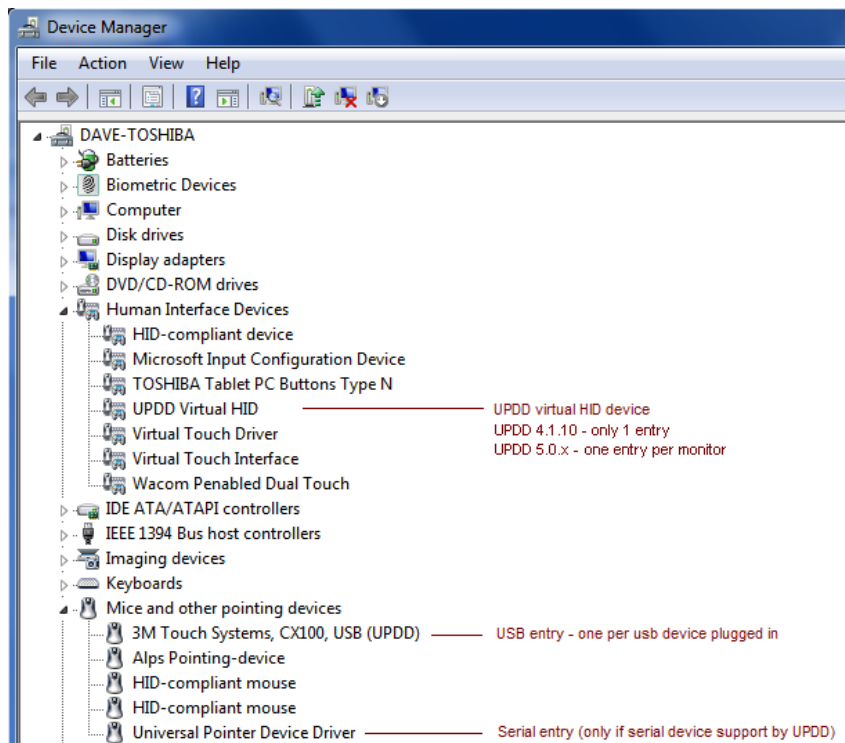 Device Manager
File Action View Help
DAVE-TOSHIBA
Batteries
Biometric Devices
Computer
Disk drives
Display adapters
DVD/CD-ROM drives
Human Interface Devices
HID-compliant device
Microsoft Input Configuration Device
TOSHIBA Tablet PC Buttons Type N
UPDD Virtual HID UPDD virtual HID device
Virtual Touch Driver UPDD 4.1.10 - only 1 entry
UPDD 5.0.x - one entry per monitor
Virtual Touch Interface
Wacom Penabled Dual Touch
IDE ATA/ATAPI controllers
IEEE 1394 Bus host controllers
Imaging devices
Keyboards
Mice and other pointing devices
3M Touch Systems, CX100, USB (UPDD) USB entry - one per usb device plugged in
Alps Pointing-device
HID-compliant mouse
HID-compliant mouse
Universal Pointer Device Driver Serial entry (only if serial device support by UPDD)